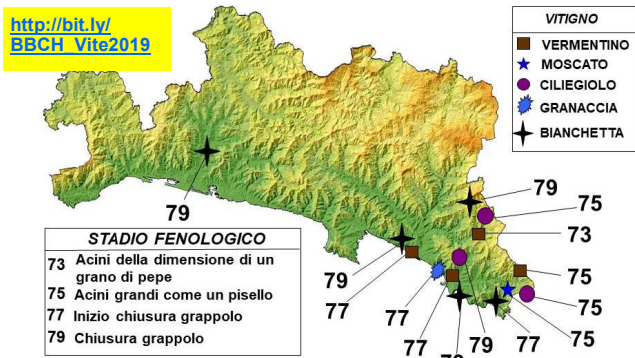 http://bit.ly/
BBCH_Vite2019
VITIGNO
VERMENTINO
MOSCATO
CILIEGIOLO
GRANACCIA
BIANCHETTA
79
79
75
73
STADIO FENOLOGICO
73 Acini della dimensione di un
grano di pepe
75 Acini grandi come un pisello
77 Inizio chiusura grappolo
79 Chiusura grappolo
79
77
77
77
79
77
75
75
75